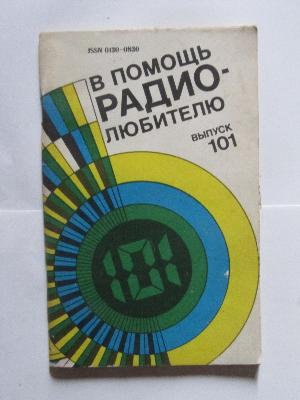 ISSN 0130-0830
В ПОМОЩЬ
РАДИО-
ЛЮБИТЕЛЮ
ВЫПУСК
101
101